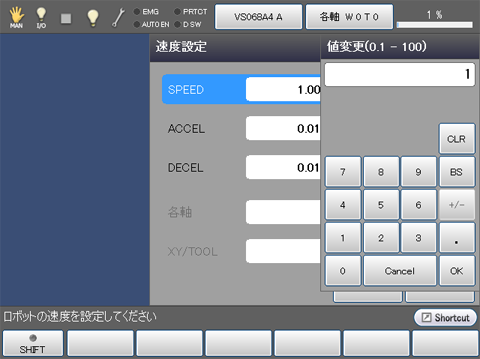 MAN
I/O
EMG
PRTCT
AUTO EN
D SW
VS068A4 A
各軸 W0T0
1 %
速度設定
値変更(0.1 - 100)
1
SPEED
1.00
ACCEL
0.01
CLR
DECEL
0.01
7
8
9
BS
各軸
4
5
6
+/-
XY/TOOL
1
2
3
.
0
Cancel
OK
ロボットの速度を設定してください
Shortcut
SHIFT